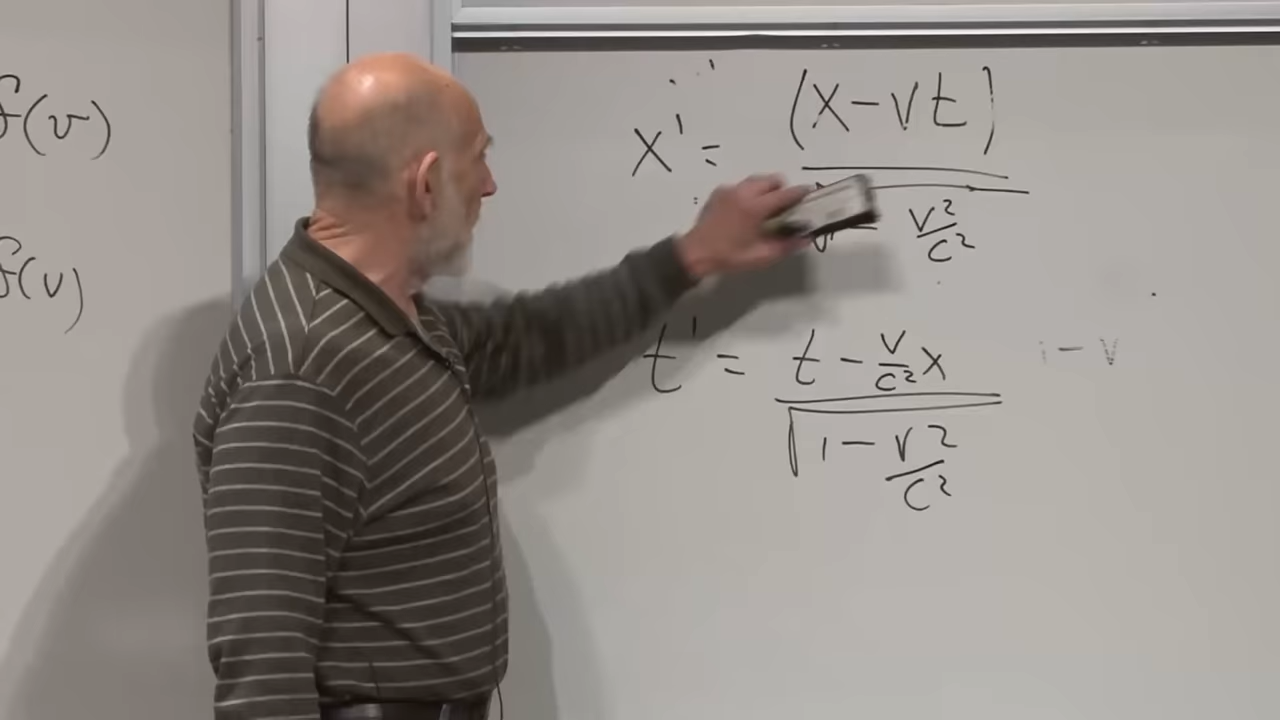 f(v)
f(v)
x' = (x - vt)
v²
c²
t' = t - v/c² x
- v
√1 - v²
c²